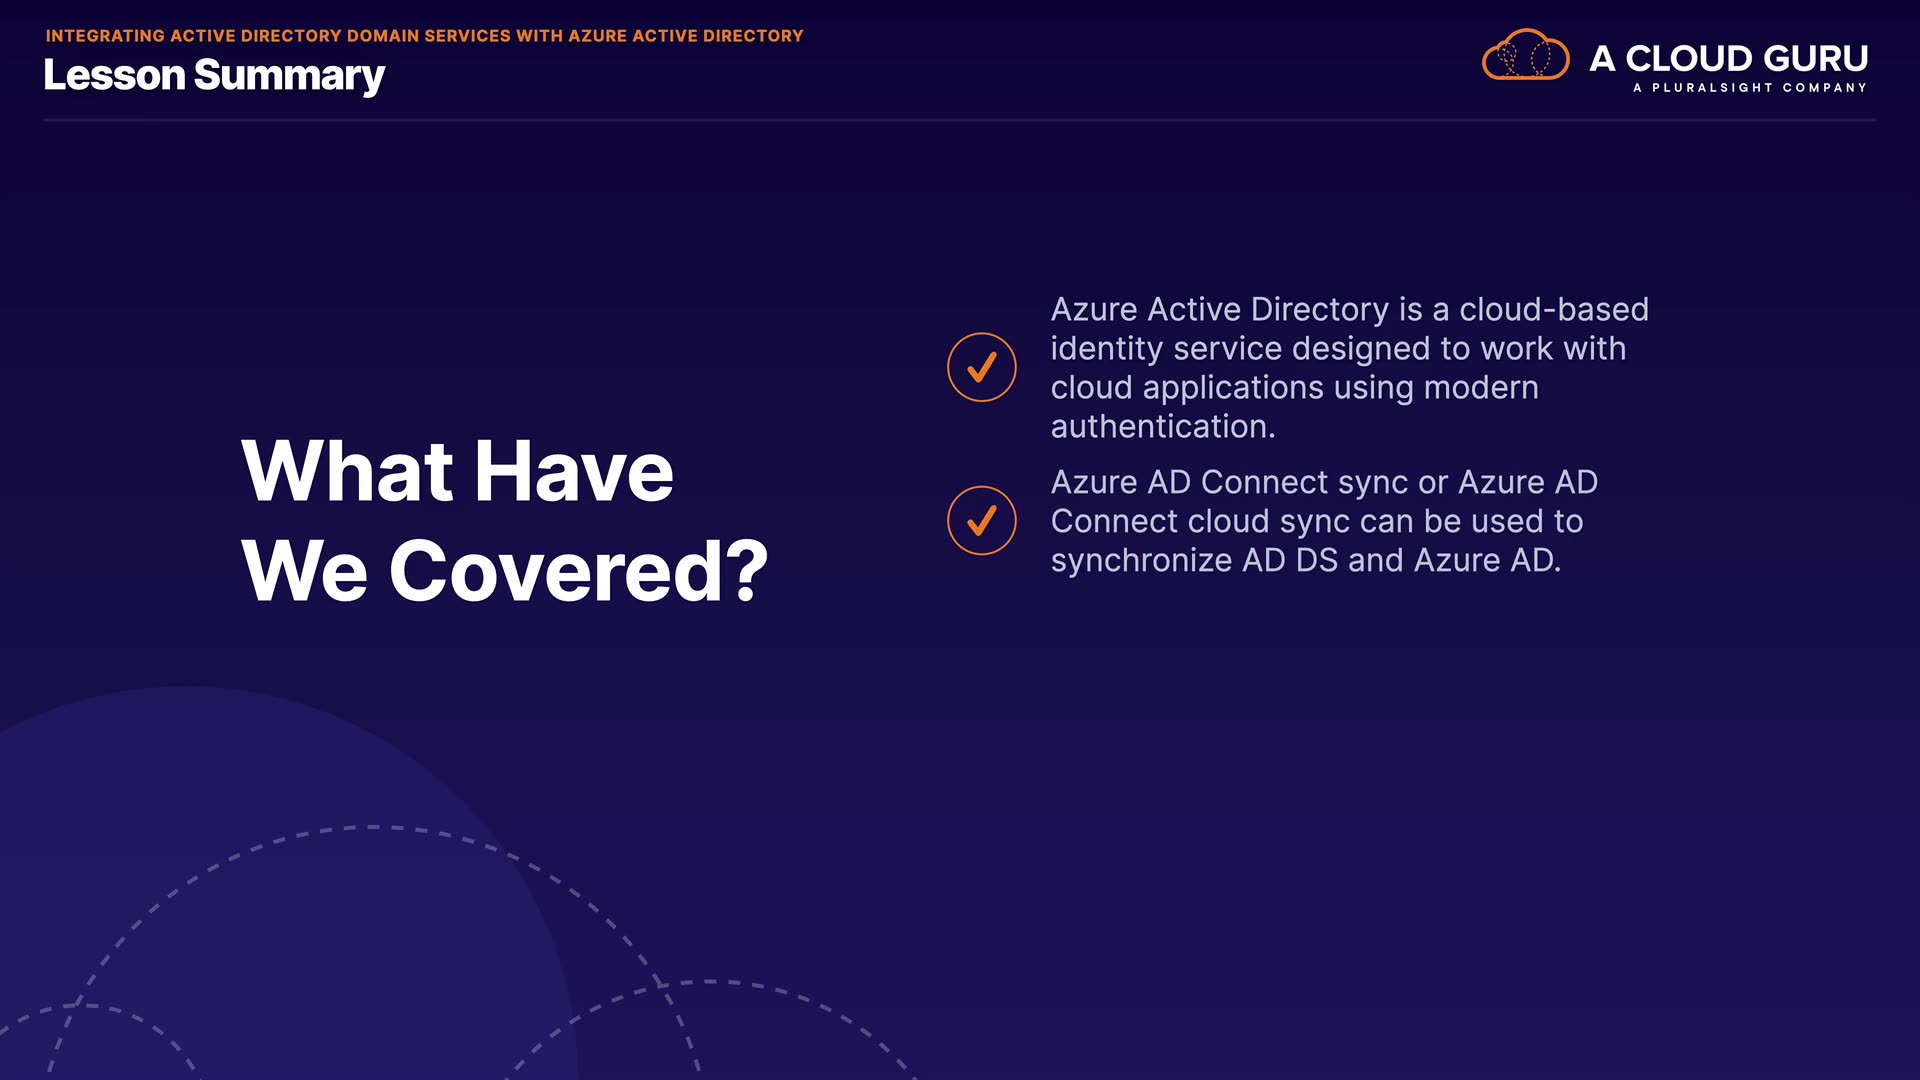 INTEGRATING ACTIVE DIRECTORY DOMAIN SERVICES WITH AZURE ACTIVE DIRECTORY
Lesson Summary
A CLOUD GURU
A PLURALSIGHT COMPANY
What Have
We Covered?
Azure Active Directory is a cloud-based
identity service designed to work with
cloud applications using modern
authentication.
Azure AD Connect sync or Azure AD
Connect cloud sync can be used to
synchronize AD DS and Azure AD.